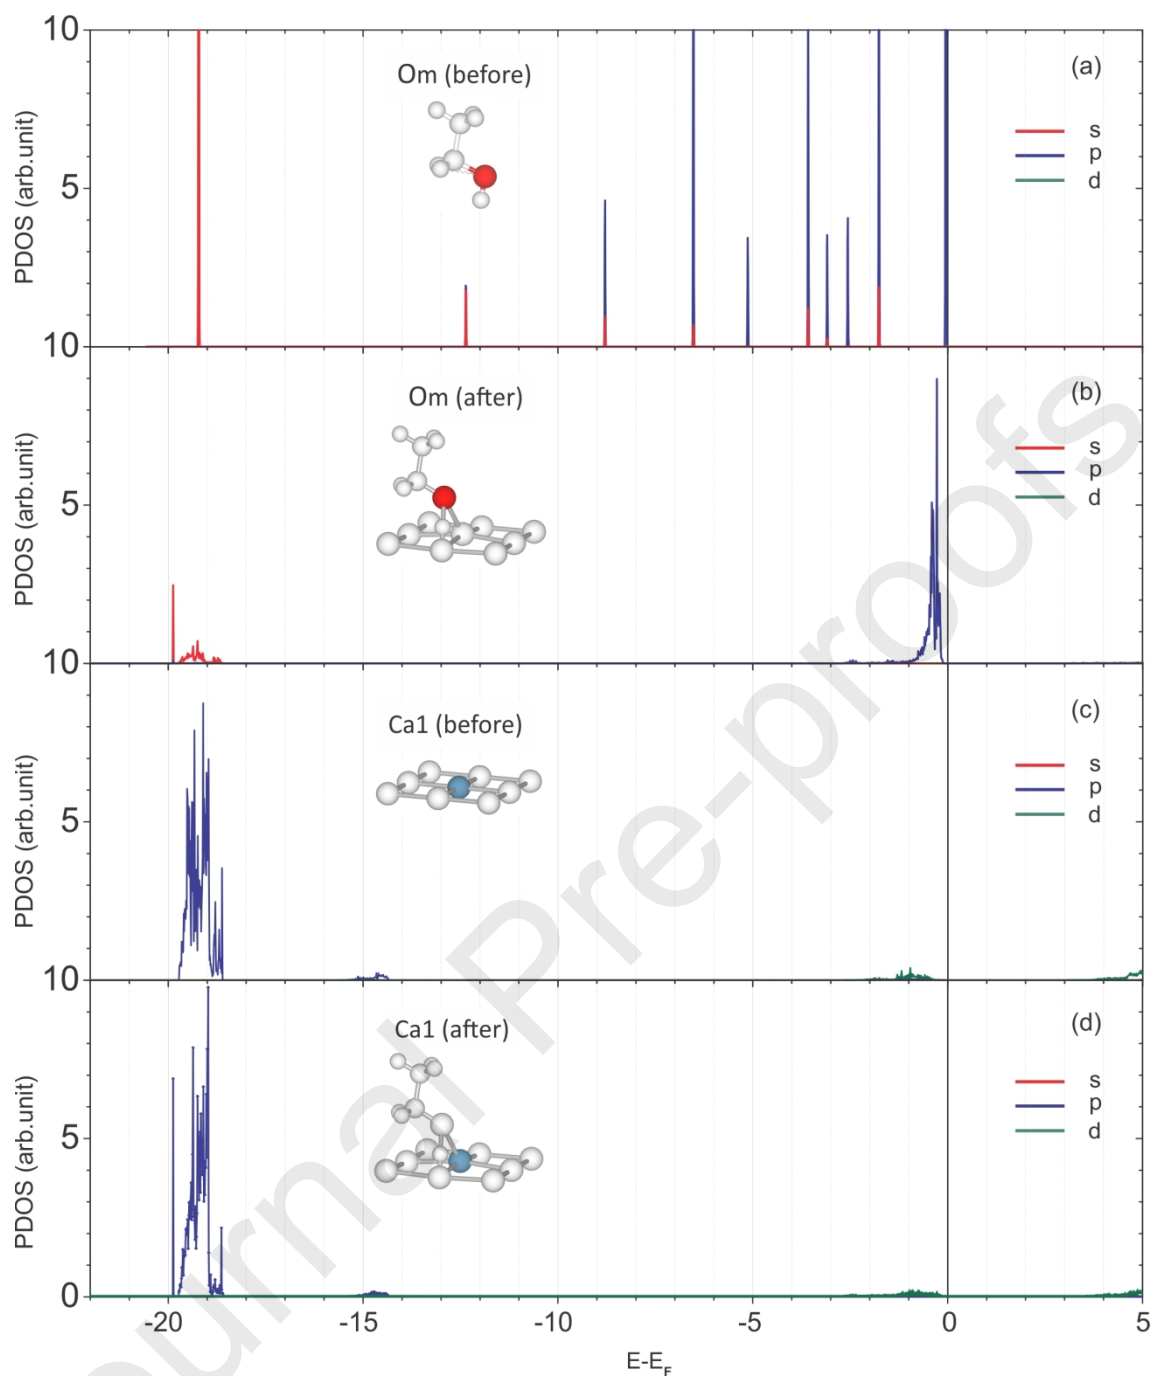 10
Om (before)
(a)
PDOS (arb.unit)
s
p
d
5
10
Om (after)
(b)
PDOS (arb.unit)
s
p
d
5
10
Ca1 (before)
(c)
PDOS (arb.unit)
s
p
d
5
10
Ca1 (after)
(d)
PDOS (arb.unit)
s
p
d
5
0
-20 -15 -10 -5 0 5
E-EF
Journal Pre-proofs